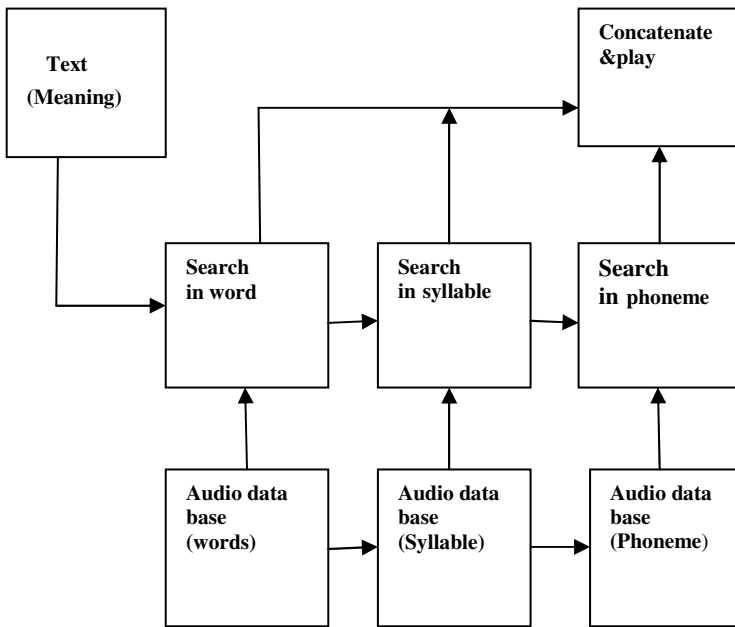 Text
(Meaning)
Concatenate
&play
Search
in word
Search
in syllable
Search
in phoneme
Audio data
base
(words)
Audio data
base
(Syllable)
Audio data
base
(Phoneme)